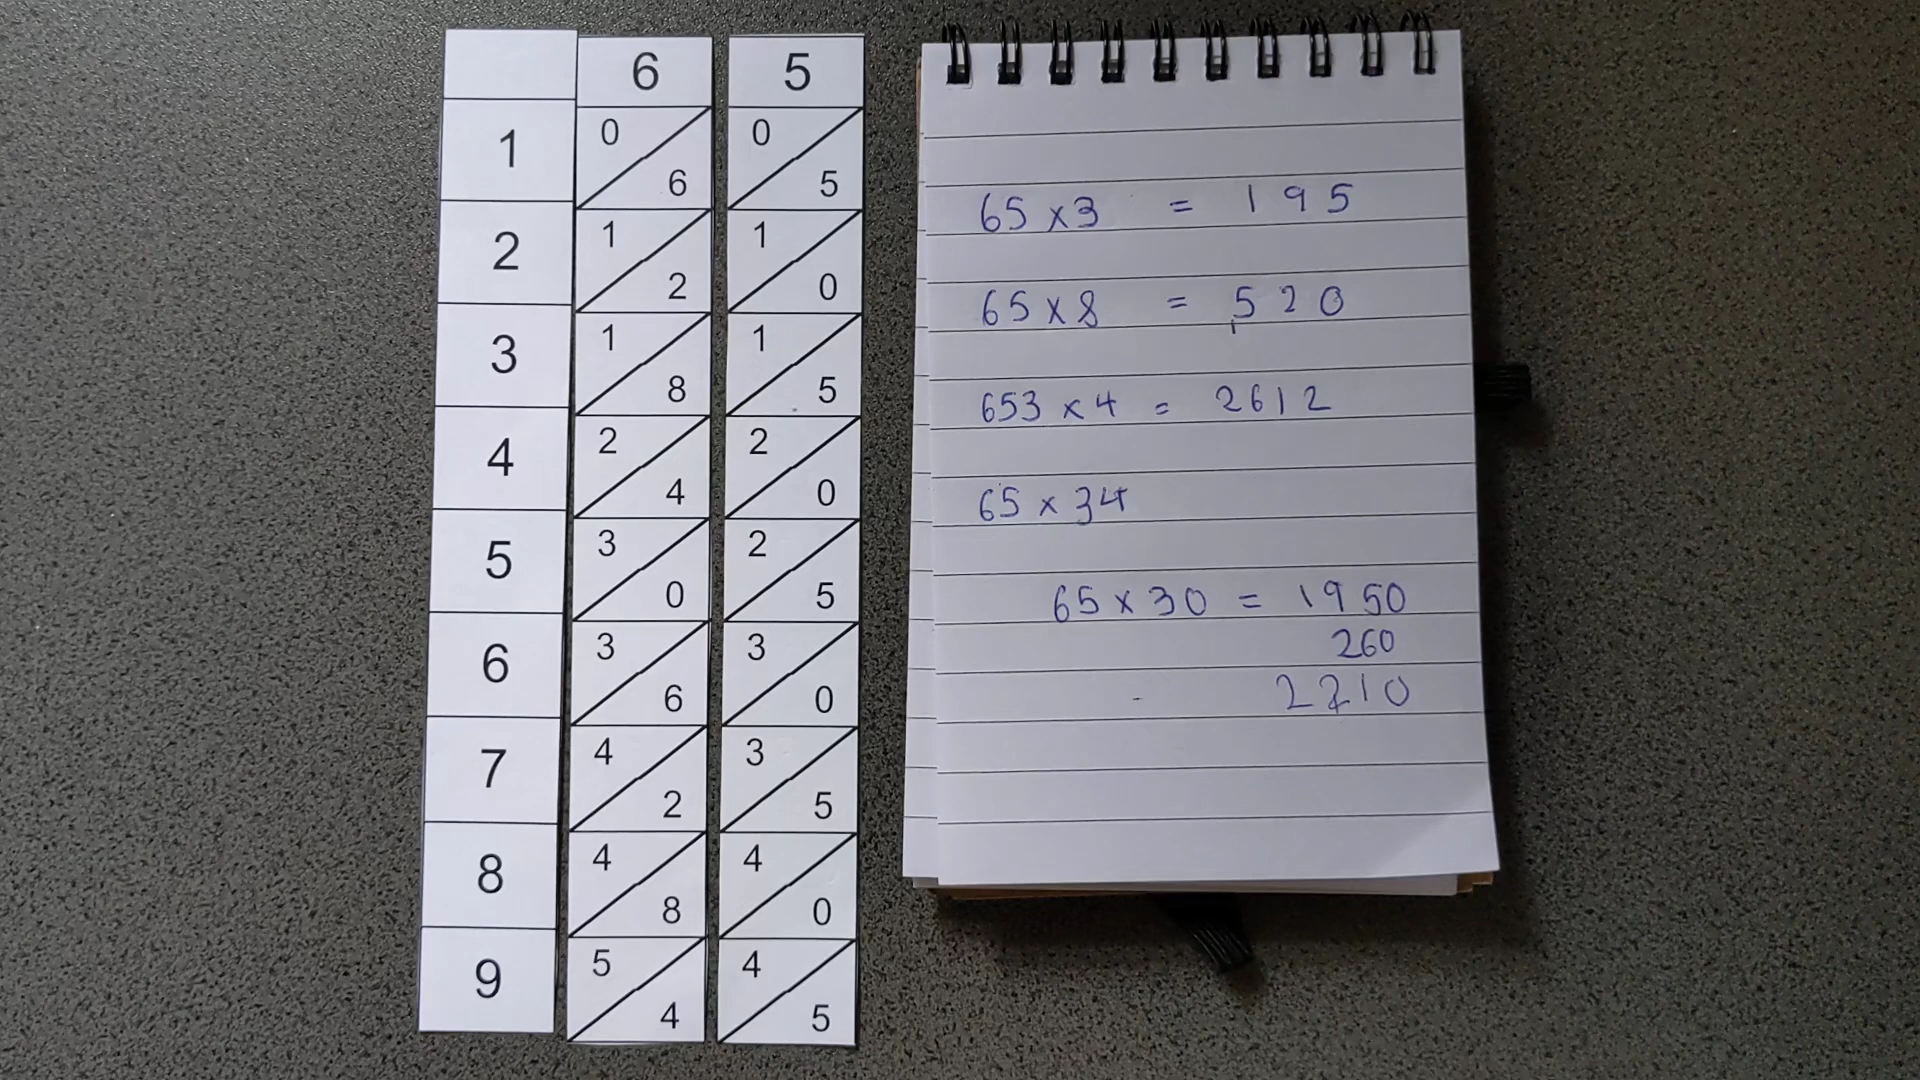 6 5
1 0/6 0/5
2 1/2 1/0
3 1/8 1/5
4 2/4 2/0
5 3/0 2/5
6 3/6 3/0
7 4/2 3/5
8 4/8 4/0
9 5/4 4/5
65 x 3 = 195
65 x 8 = 520
653 x 4 = 2612
65 x 34
65 x 30 = 1950
260
2210